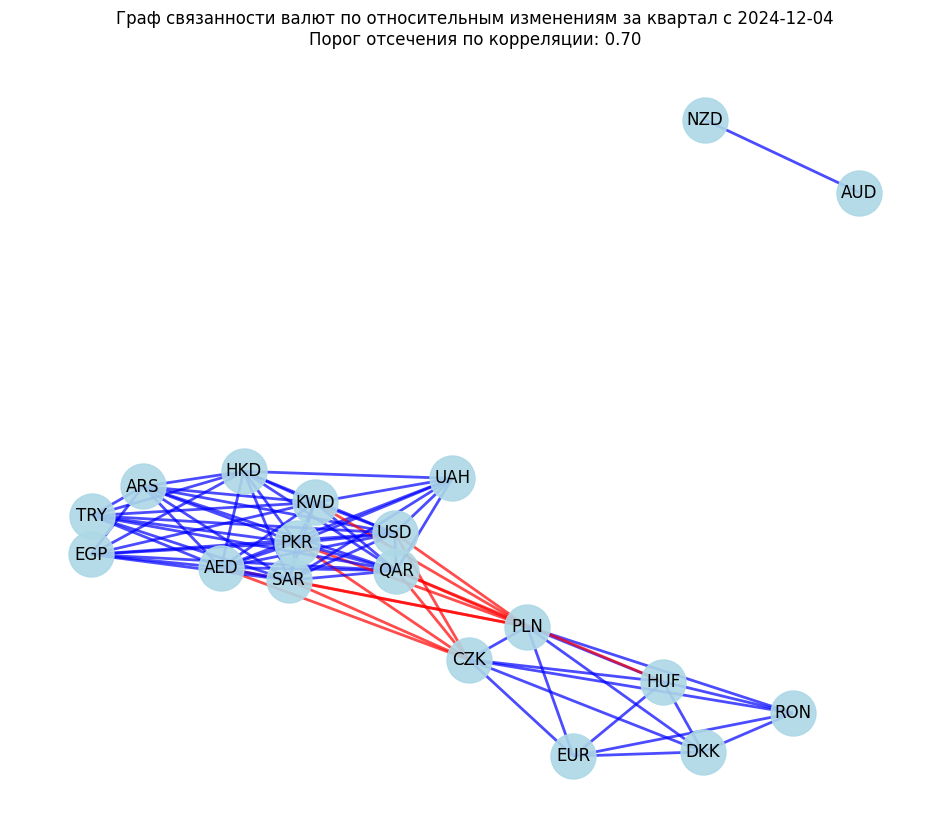 Граф связанности валют по относительным изменениям за квартал с 2024-12-04
Порог отсечения по корреляции: 0.70
NZD
AUD
HKD
UAH
ARS
KWD
TRY
USD
PKR
EGP
AED
QAR
SAR
PLN
CZK
HUF
RON
DKK
EUR